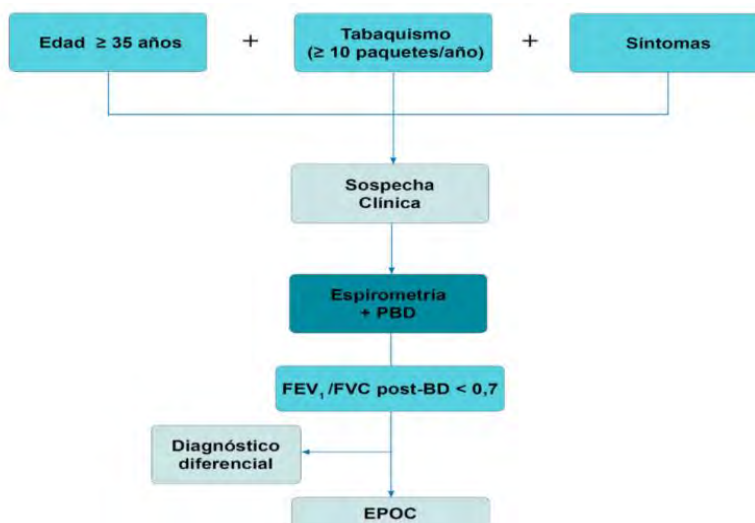 Edad ≥ 35 años
+
Tabaquismo
(≥ 10 paquetes/año)
+
Síntomas
Sospecha
Clínica
Espirometría
+ PBD
FEV₁/FVC post-BD < 0,7
Diagnóstico
diferencial
EPOC